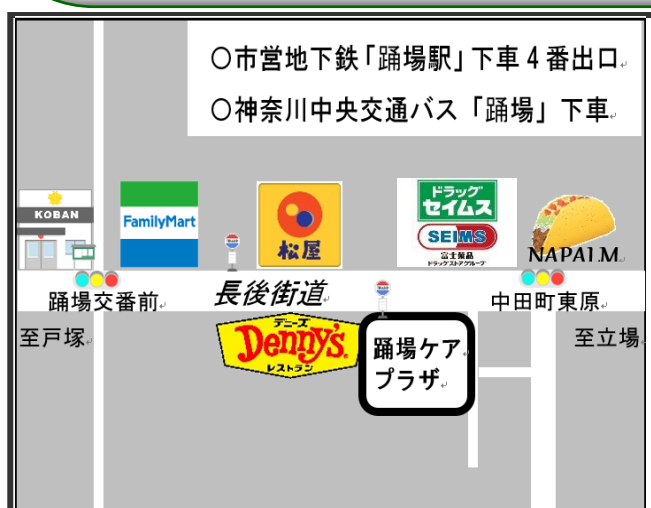 〇市営地下鉄「踊場駅」下車4番出口
〇神奈川中央交通バス「踊場」下車
KOBAN
FamilyMart
松屋
ドラッグ
セイムス
SEIMS
富士薬品
ドラッグストアグループ
NAPAI.M
踊場交番前
長後街道
中田町東原
至戸塚
デニーズ
Denny's
レストラン
踊場ケア
プラザ
至立場